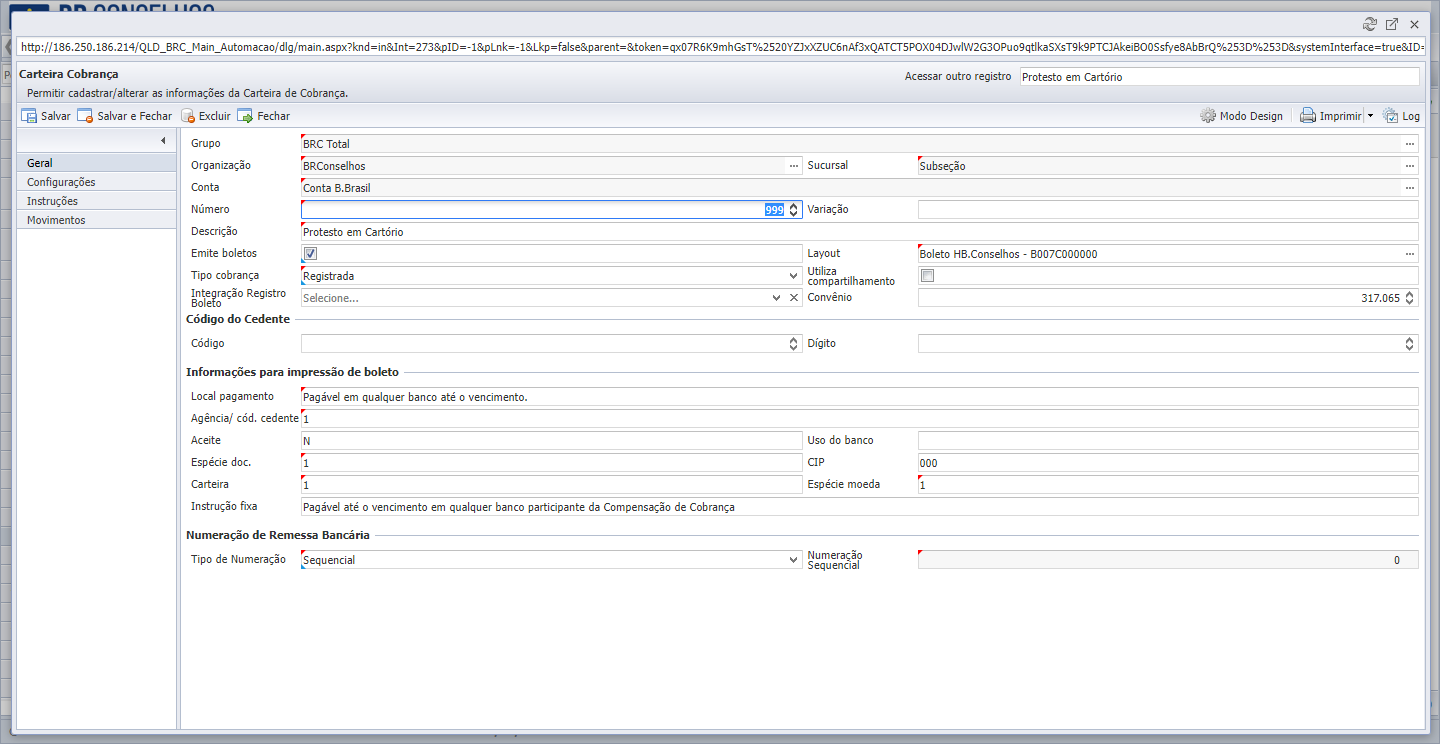 BR CONSELHOS
http://186.250.186.214/QLD_BRC_Main_Automacao/dlg/main.aspx?knd=in&Int=273&pID=-1&pLnk=-1&Lkp=false&parent=&token=qx07R6K9mhGsT%2520YZJxXZUC6nAf3xQATCT5POX04DJwlW2G3OPuo9qtlkaSXsT9k9PTCJAkeiBO0Ssfye8AbBrQ%253D%253D&systemInterface=true&ID=
Carteira Cobrança
Acessar outro registro Protesto em Cartório
Permitir cadastrar/alterar as informações da Carteira de Cobrança.
Salvar Salvar e Fechar Excluir Fechar Modo Design Imprimir Log
Geral
Configurações
Instruções
Movimentos
Grupo BRC Total
Organização BRConselhos Sucursal Subseção
Conta Conta B.Brasil
Número 999 Variação
Descrição Protesto em Cartório
Emite boletos Layout Boleto HB.Conselhos - B007C000000
Tipo cobrança Registrada Utiliza compartilhamento
Integração Registro Boleto Selecione... Convênio 317.065
Código do Cedente
Código Dígito
Informações para impressão de boleto
Local pagamento Pagável em qualquer banco até o vencimento.
Agência/ cód. cedente 1
Aceite N Uso do banco
Espécie doc. 1 CIP 000
Carteira 1 Espécie moeda 1
Instrução fixa Pagável até o vencimento em qualquer banco participante da Compensação de Cobrança
Numeração de Remessa Bancária
Tipo de Numeração Sequencial Numeração Sequencial 0